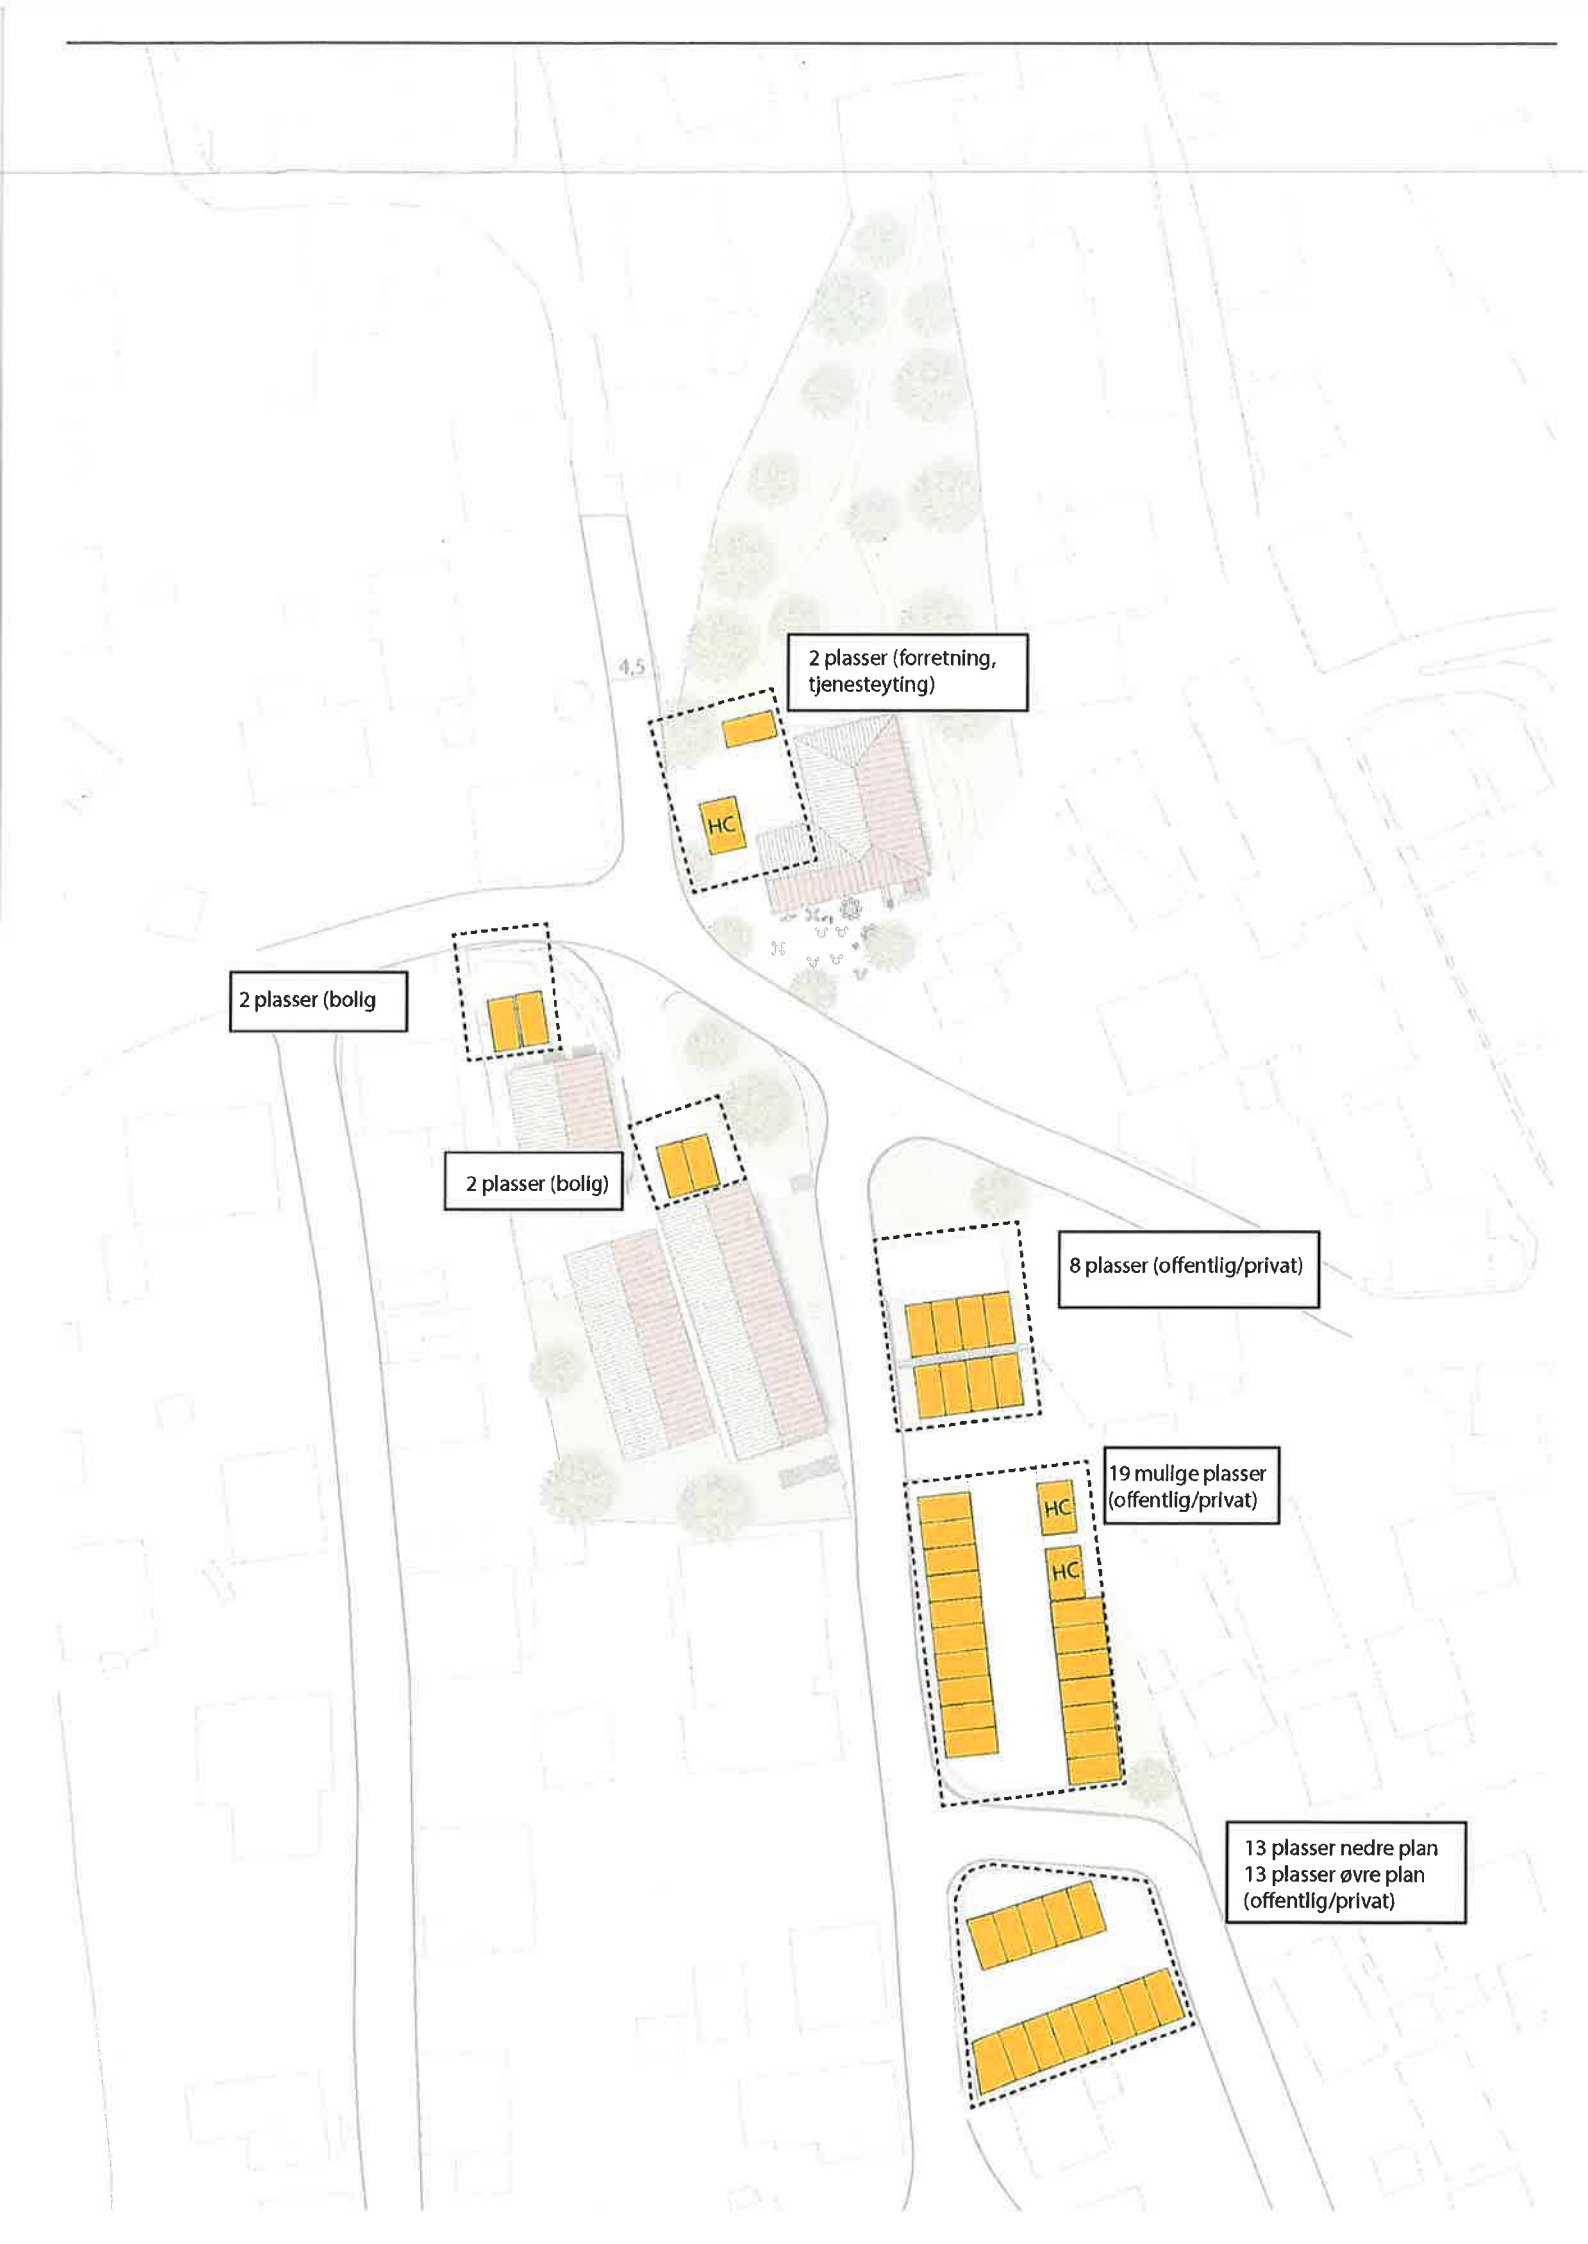 2 plasser (forretning,
tjenesteyting)
4,5
HC
2 plasser (bolig
2 plasser (bolig)
8 plasser (offentlig/privat)
19 mulige plasser
(offentlig/privat)
HC
HC
13 plasser nedre plan
13 plasser øvre plan
(offentlig/privat)